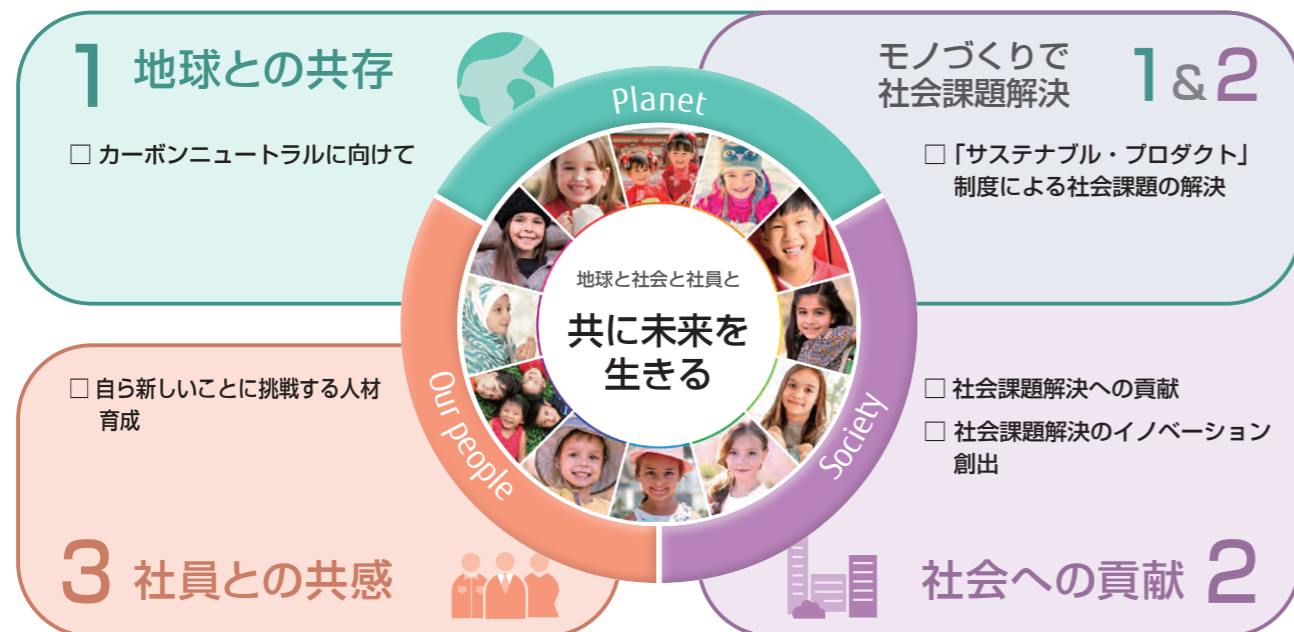 1 地球との共存
□ カーボンニュートラルに向けて
モノづくりで
社会課題解決
1 & 2
□「サステナブル・プロダクト」
制度による社会課題の解決
Planet
地球と社会と社員と
共に未来を
生きる
Our people
Society
□ 自ら新しいことに挑戦する人材
育成
3 社員との共感
□ 社会課題解決への貢献
□ 社会課題解決のイノベーション
創出
社会への貢献 2